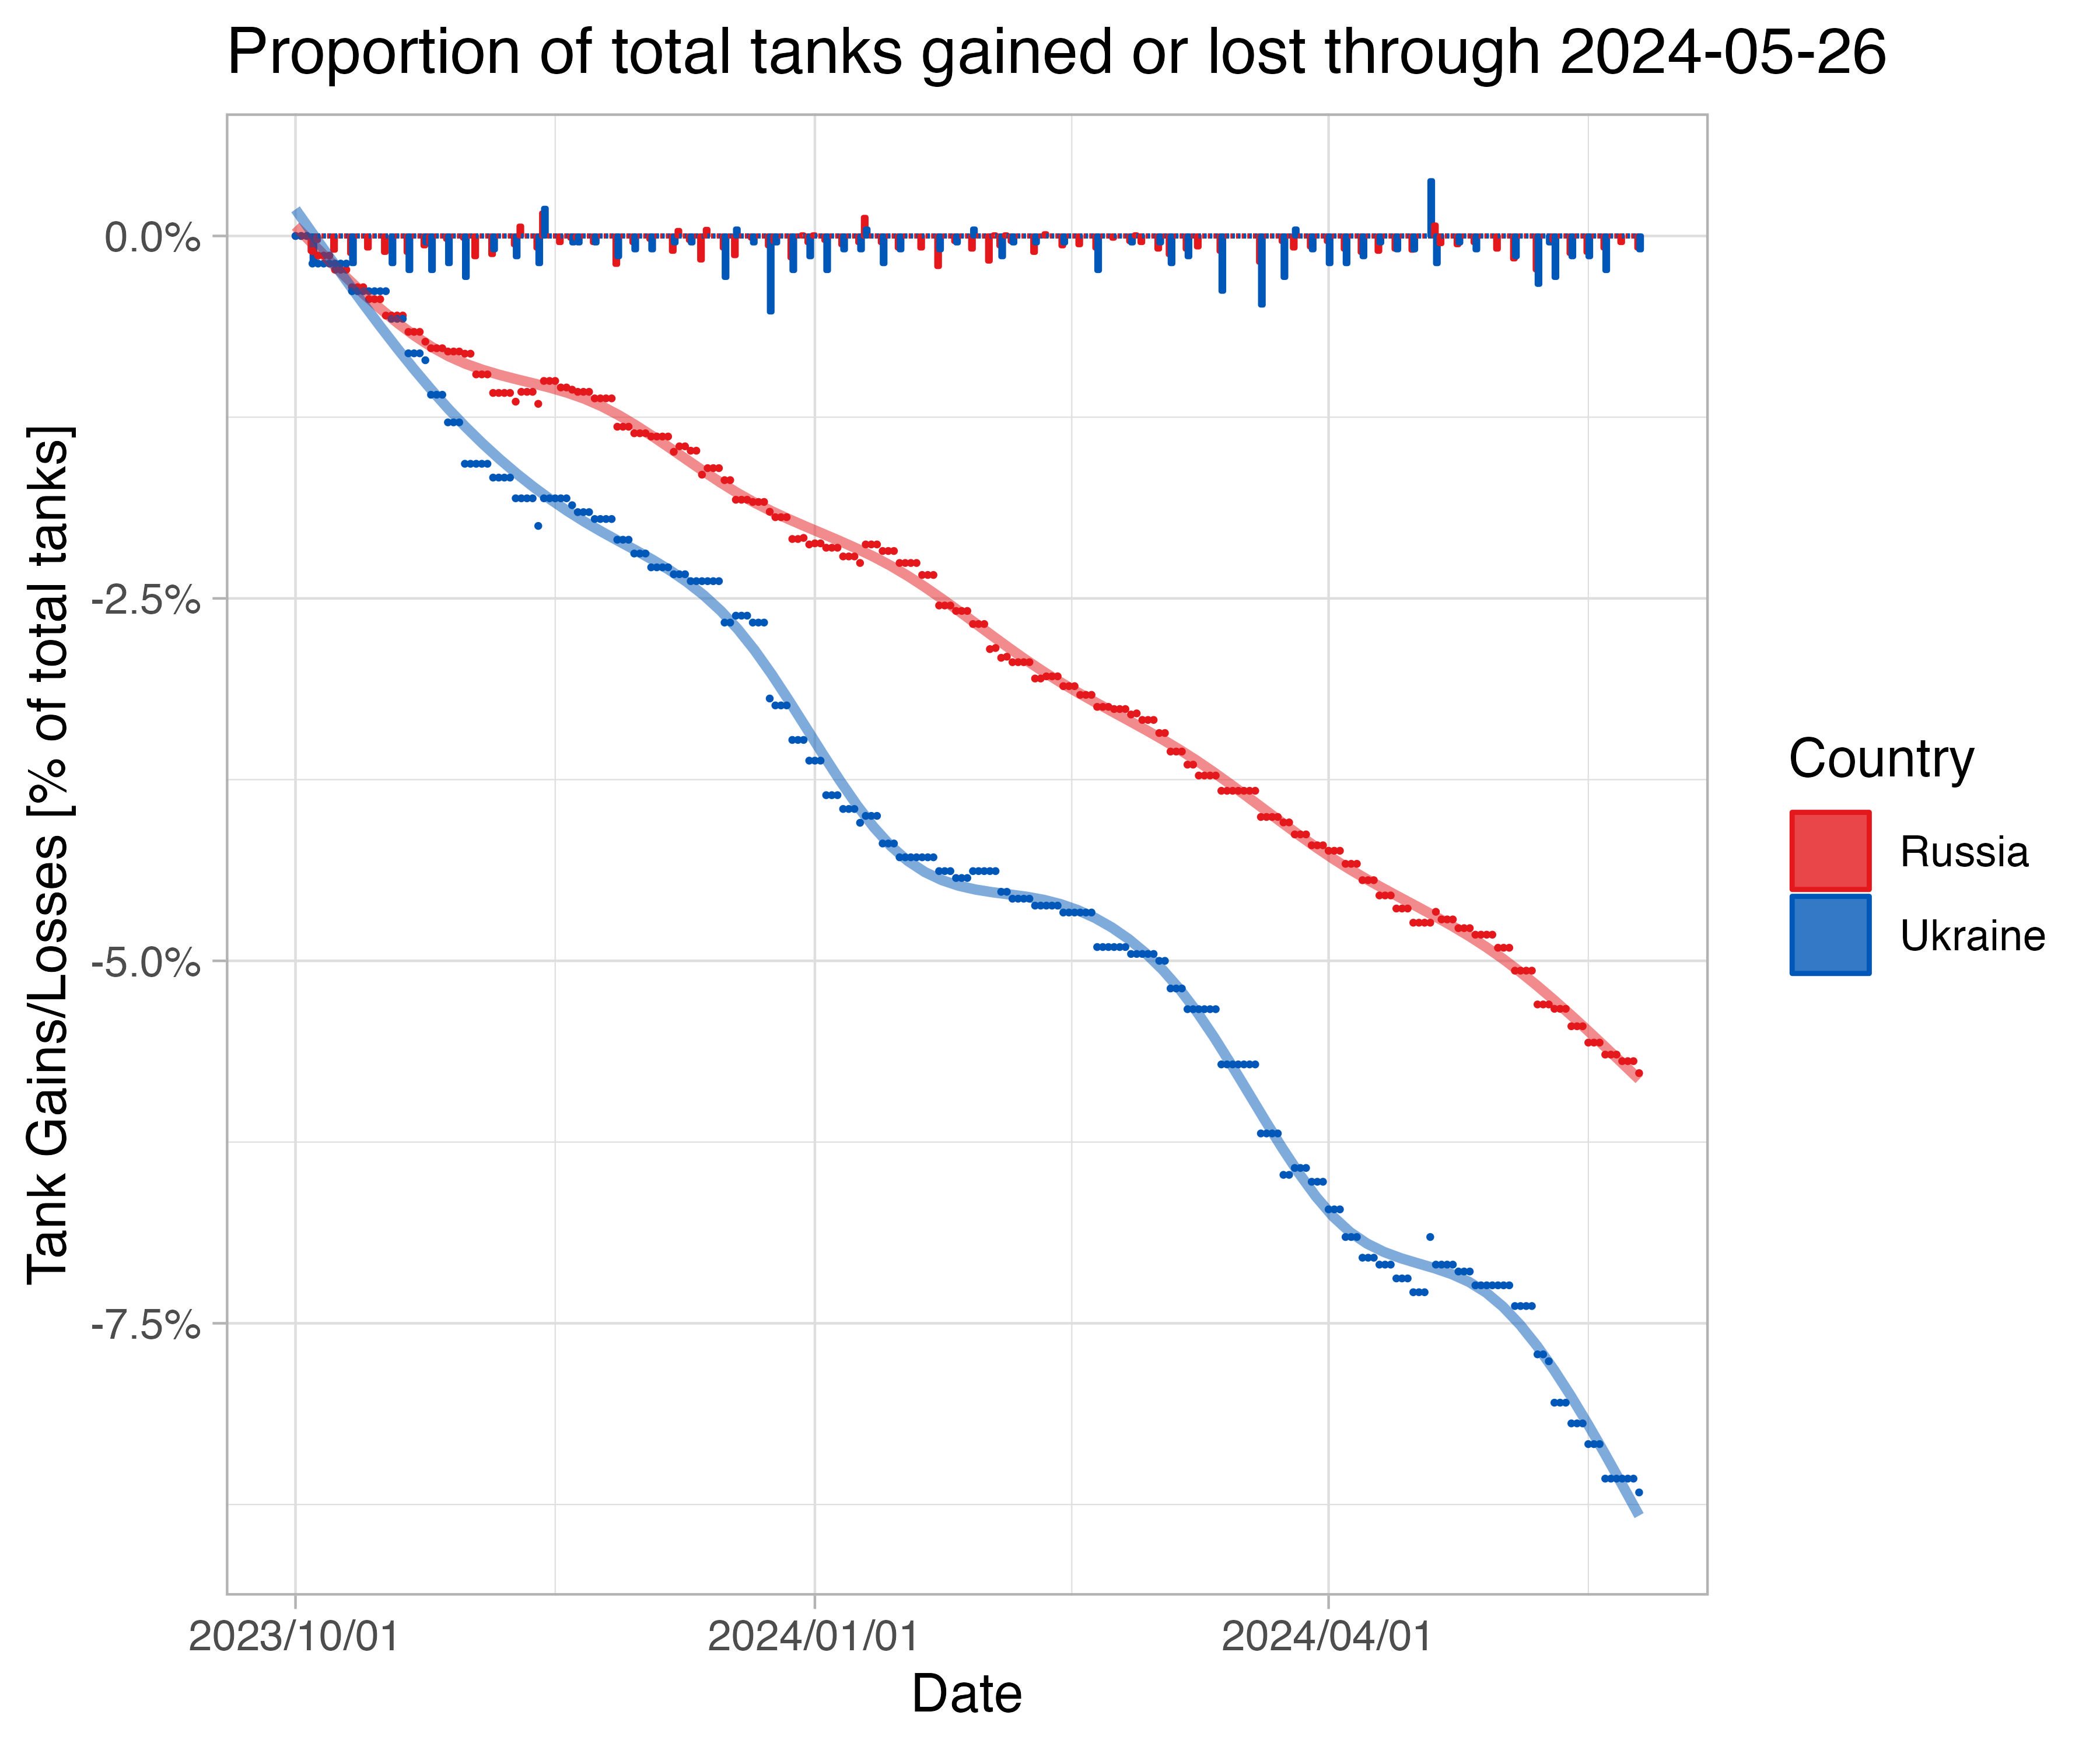 Proportion of total tanks gained or lost through 2024-05-26
Tank Gains/Losses [% of total tanks]
0.0%
-2.5%
-5.0%
-7.5%
2023/10/01
2024/01/01
2024/04/01
Date
Country
Russia
Ukraine